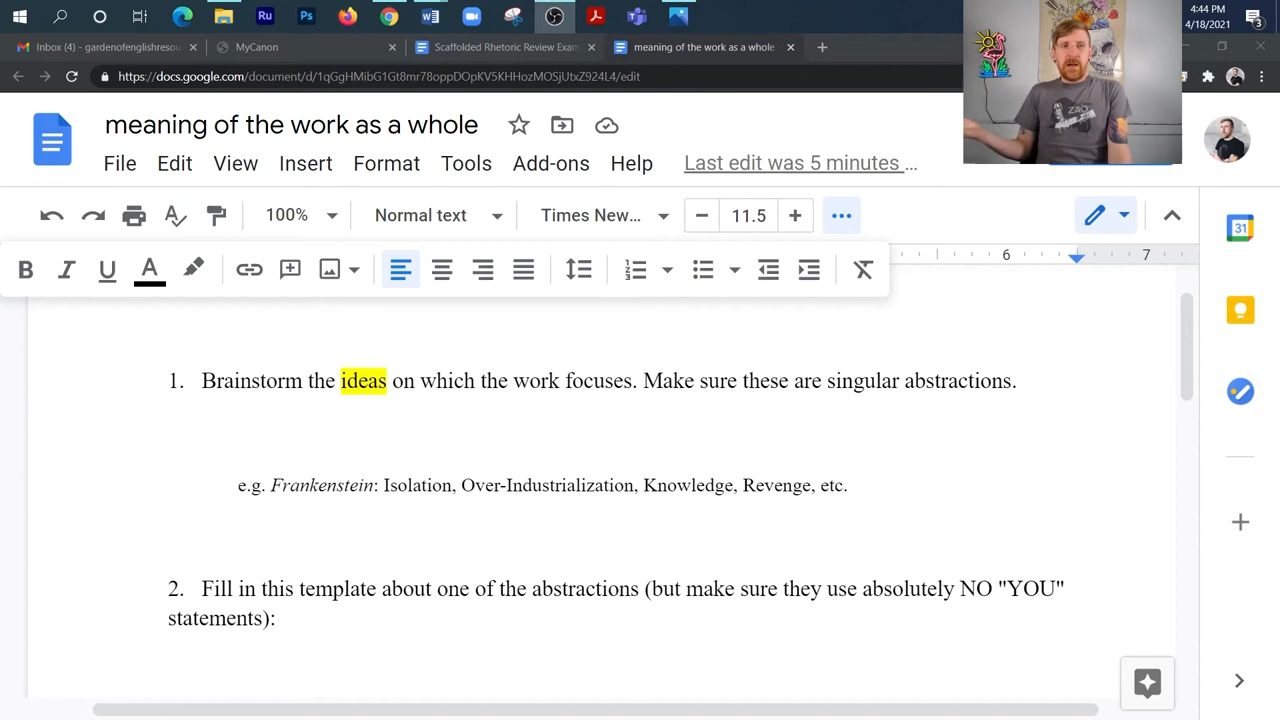 4:44 PM
4/18/2021
3
Inbox (4) - gardenofenglishresou
MyCanon
Scaffolded Rhetoric Review Exam
meaning of the work as a whole
https://docs.google.com/document/d/1qGgHMibG1Gt8mr78oppDOpKV5KHHozMOSjUtxZ924L4/edit
meaning of the work as a whole
File Edit View Insert Format Tools Add-ons Help Last edit was 5 minutes ...
100% Normal text Times New... 11.5
B I U A
6 7
31
ZAO
1. Brainstorm the ideas on which the work focuses. Make sure these are singular abstractions.
e.g. Frankenstein: Isolation, Over-Industrialization, Knowledge, Revenge, etc.
2. Fill in this template about one of the abstractions (but make sure they use absolutely NO "YOU"
statements):